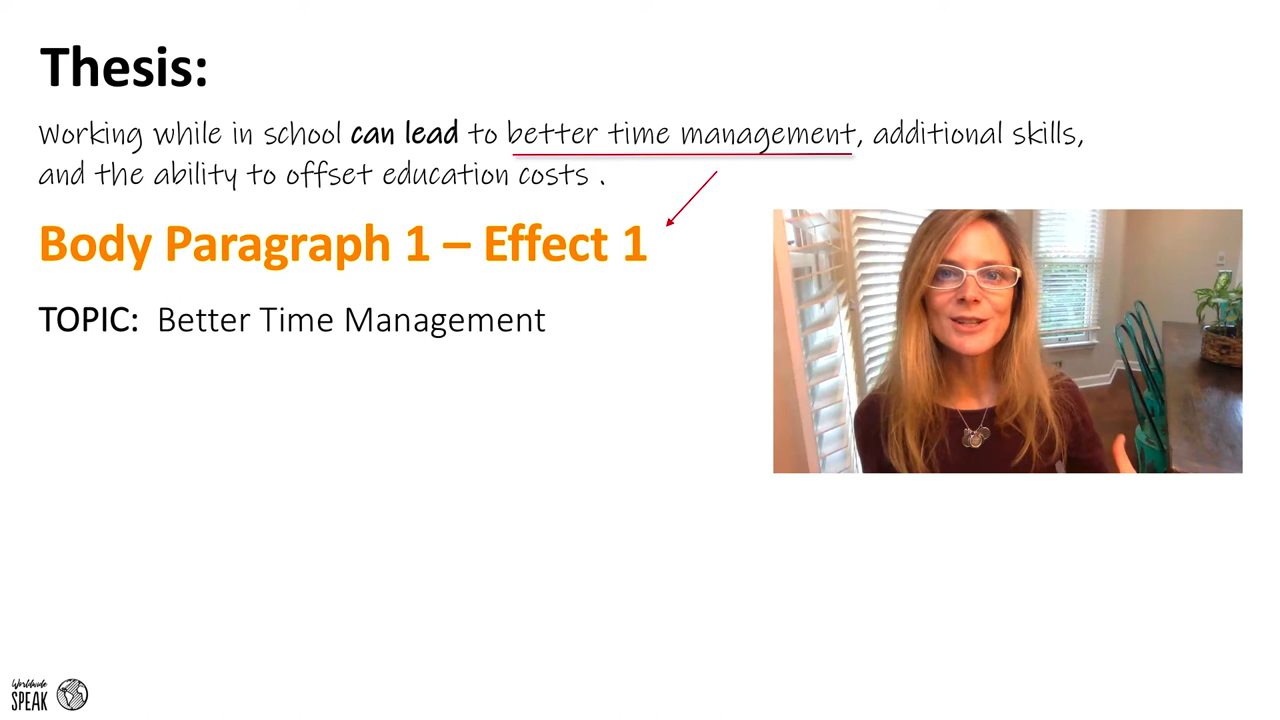 Thesis:
Working while in school can lead to better time management, additional skills,
and the ability to offset education costs .
Body Paragraph 1 – Effect 1
TOPIC: Better Time Management
Worldwide
SPEAK